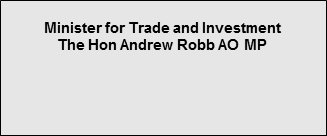 Minister for Trade and Investment
The Hon Andrew Robb AO MP